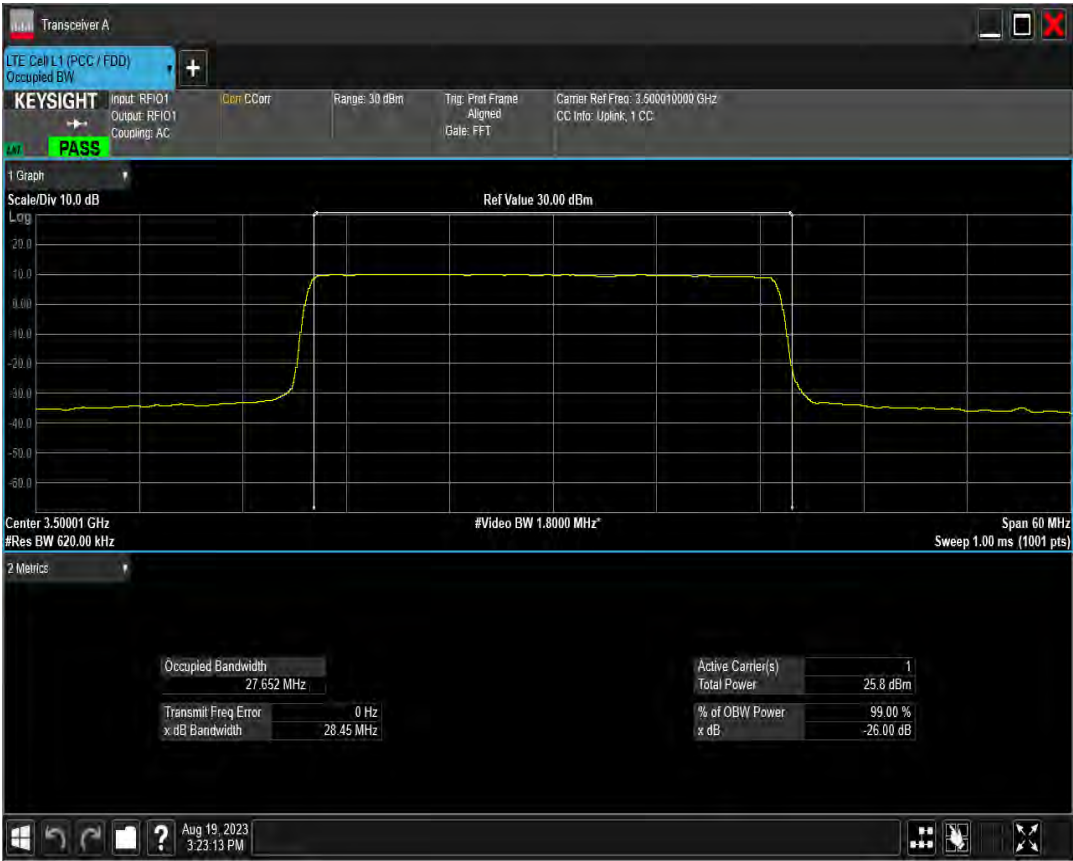 Transceiver A
LTE Cell L1 (PCC / FDD)
Occupied BW
KEYSIGHT
Input: RFIO1
Output: RFIO1
Coupling: AC
Corr CCorr
Range: 30 dBm
Trig: Prot Frame
Aligned
Gate: FFT
Carrier Ref Freq: 3.500010000 GHz
CC Info: Uplink, 1 CC
PASS
1 Graph
Scale/Div 10.0 dB
Ref Value 30.00 dBm
Log
20.0
10.0
0.00
-10.0
-20.0
-30.0
-40.0
-50.0
-60.0
Center 3.50001 GHz
#Video BW 1.8000 MHz*
Span 60 MHz
#Res BW 620.00 kHz
Sweep 1.00 ms (1001 pts)
2 Metrics
Occupied Bandwidth
27.652 MHz
Transmit Freq Error 0 Hz
x dB Bandwidth 28.45 MHz
Active Carrier(s) 1
Total Power 25.8 dBm
% of OBW Power 99.00 %
x dB -26.00 dB
Aug 19, 2023
3:23:13 PM